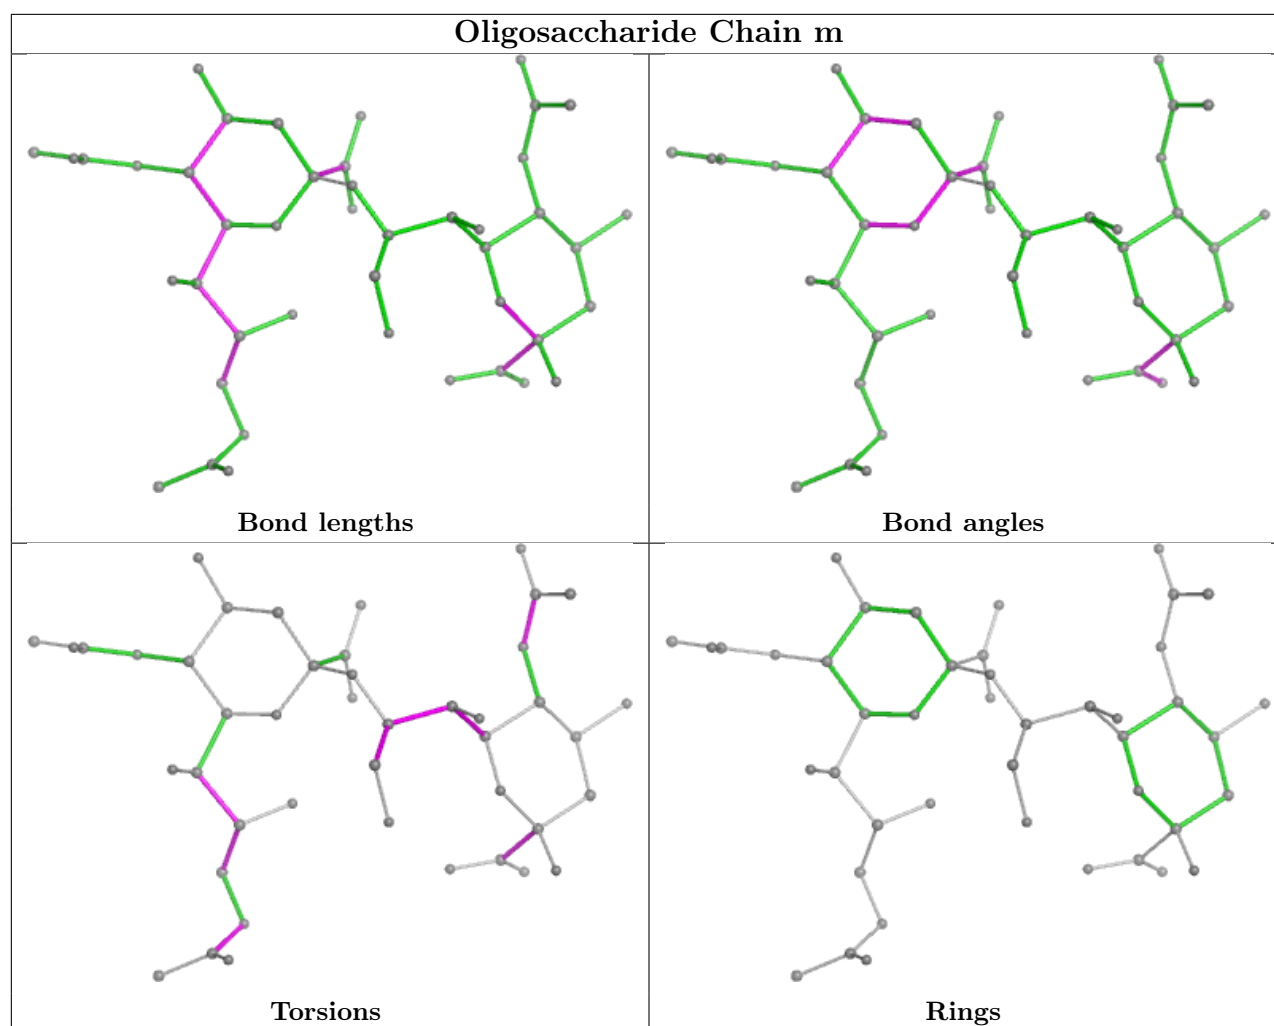 Oligosaccharide Chain m
Bond lengths
Bond angles
Torsions
Rings